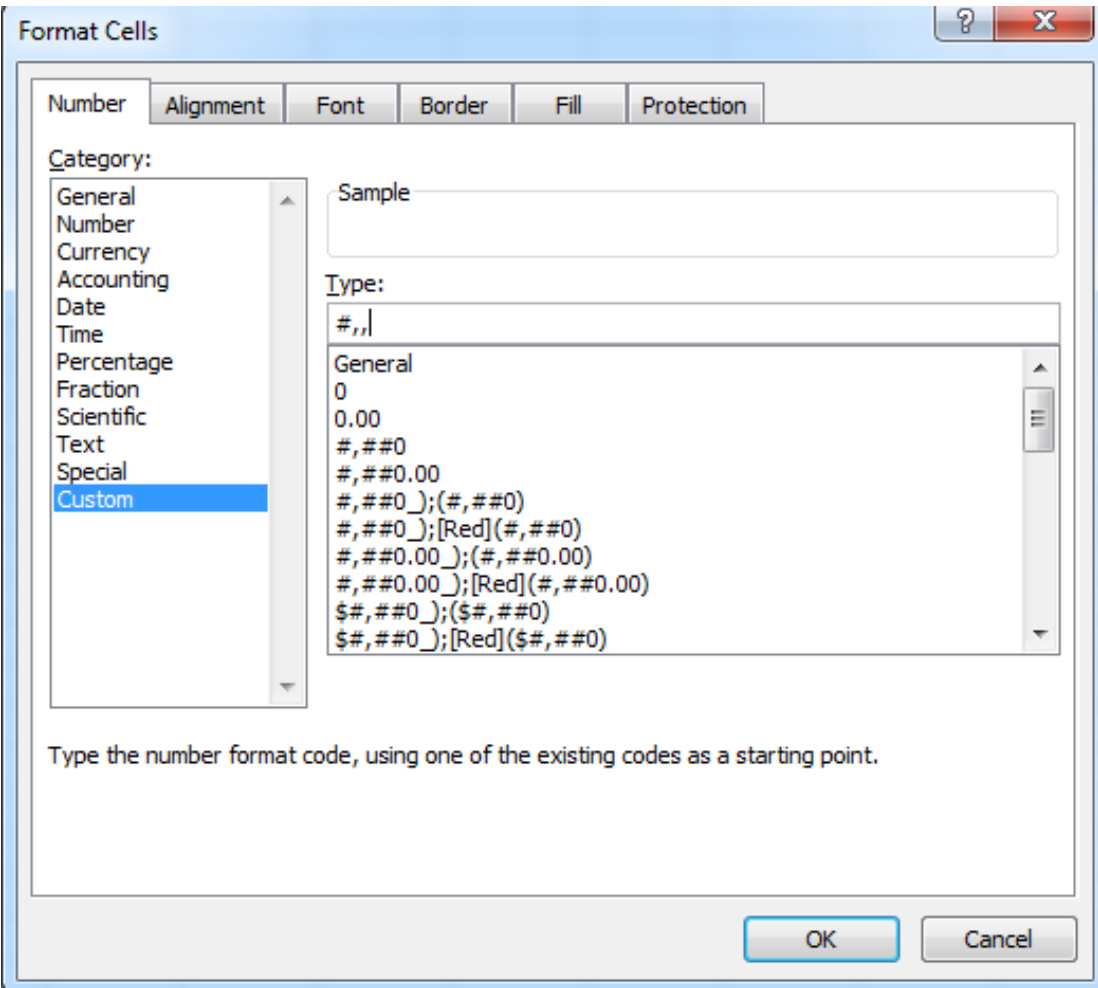 Format Cells
Number Alignment Font Border Fill Protection
Category:
General
Number
Currency
Accounting
Date
Time
Percentage
Fraction
Scientific
Text
Special
Custom
Sample
Type:
#,,
General
0
0.00
#,##0
#,##0.00
#,##0_);(#,##0)
#,##0_);[Red](#,##0)
#,##0.00_);(#,##0.00)
#,##0.00_);[Red](#,##0.00)
$#,##0_);($#,##0)
$#,##0_);[Red]($#,##0)
Type the number format code, using one of the existing codes as a starting point.
OK Cancel